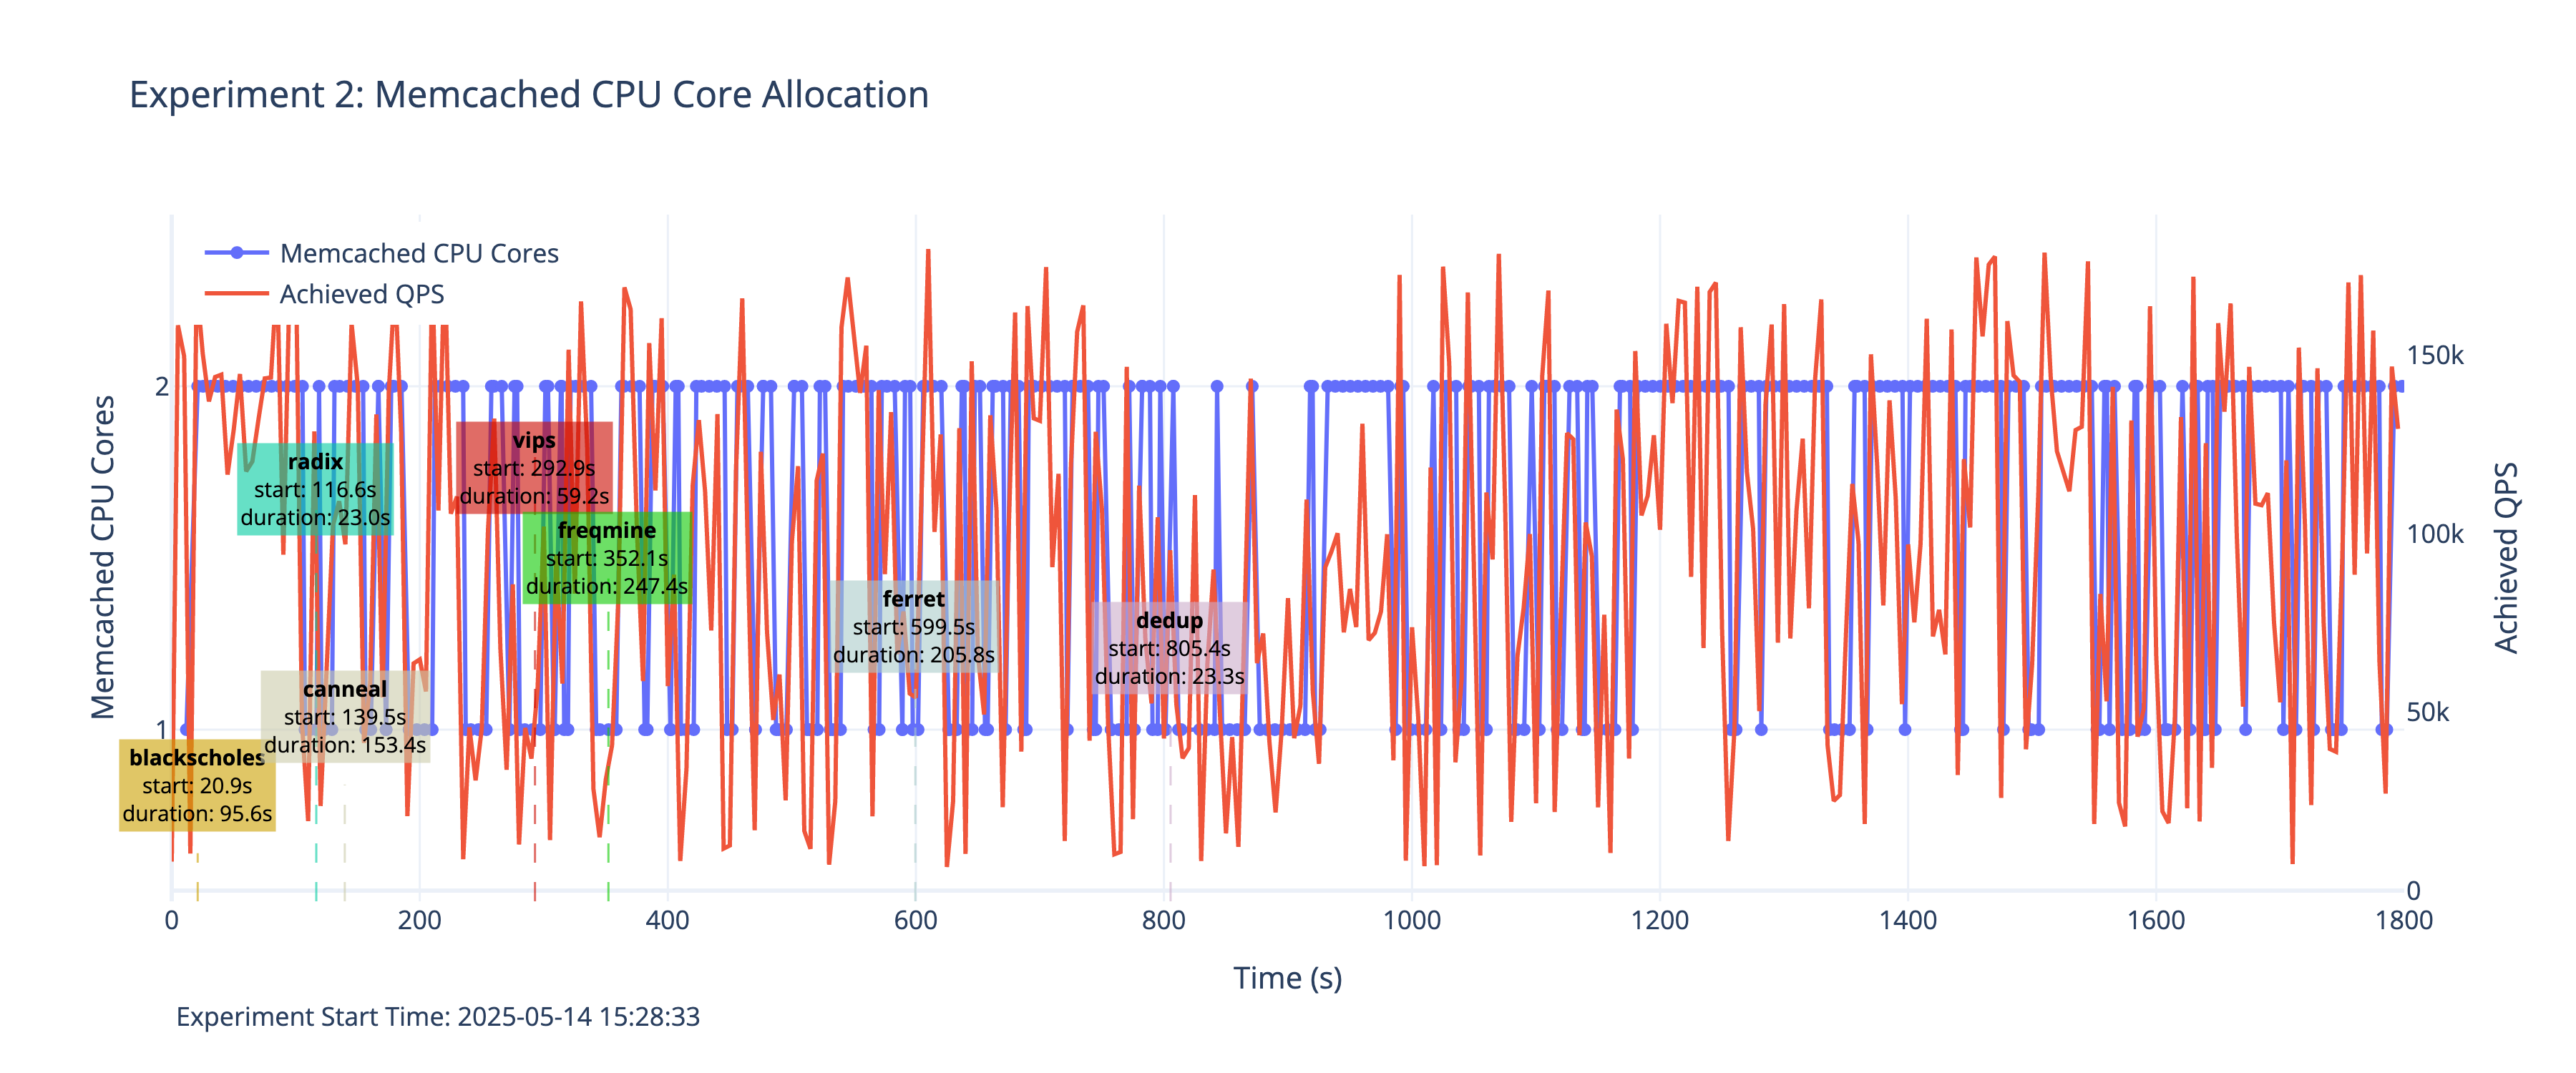 Experiment 2: Memcached CPU Core Allocation
Memcached CPU Cores
Achieved QPS
2
1
Memcached CPU Cores
150k
100k
50k
0
Achieved QPS
vips
start: 292.9s
duration: 59.2s
radix
start: 116.6s
duration: 23.0s
freqmine
start: 352.1s
duration: 247.4s
ferret
start: 599.5s
duration: 205.8s
dedup
start: 805.4s
duration: 23.3s
canneal
start: 139.5s
duration: 153.4s
blackscholes
start: 20.9s
duration: 95.6s
0
200
400
600
800
1000
1200
1400
1600
1800
Time (s)
Experiment Start Time: 2025-05-14 15:28:33